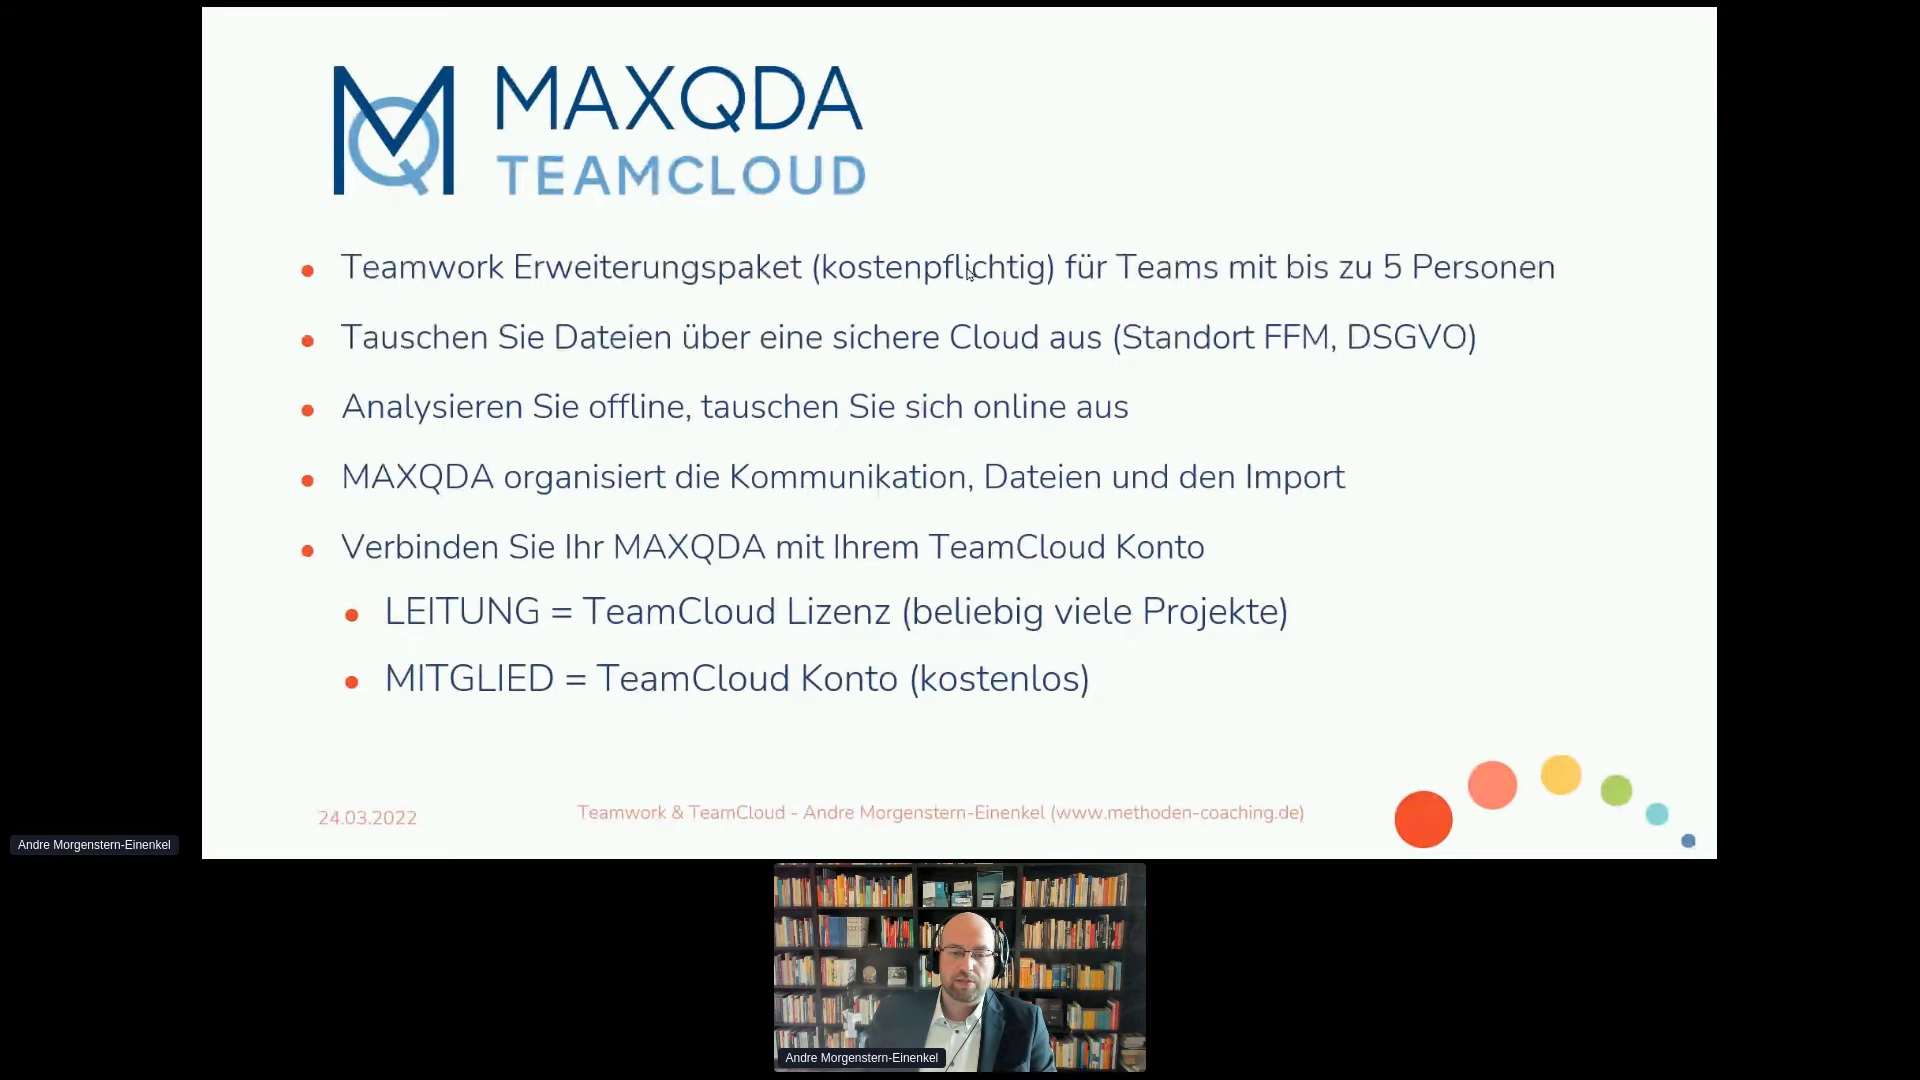 MAXQDA
TEAMCLOUD
Teamwork Erweiterungspaket (kostenpflichtig) für Teams mit bis zu 5 Personen
Tauschen Sie Dateien über eine sichere Cloud aus (Standort FFM, DSGVO)
Analysieren Sie offline, tauschen Sie sich online aus
MAXQDA organisiert die Kommunikation, Dateien und den Import
Verbinden Sie Ihr MAXQDA mit Ihrem TeamCloud Konto
LEITUNG = TeamCloud Lizenz (beliebig viele Projekte)
MITGLIED = TeamCloud Konto (kostenlos)
24.03.2022
Teamwork & TeamCloud - Andre Morgenstern-Einenkel (www.methoden-coaching.de)
Andre Morgenstern-Einenkel
Andre Morgenstern-Einenkel